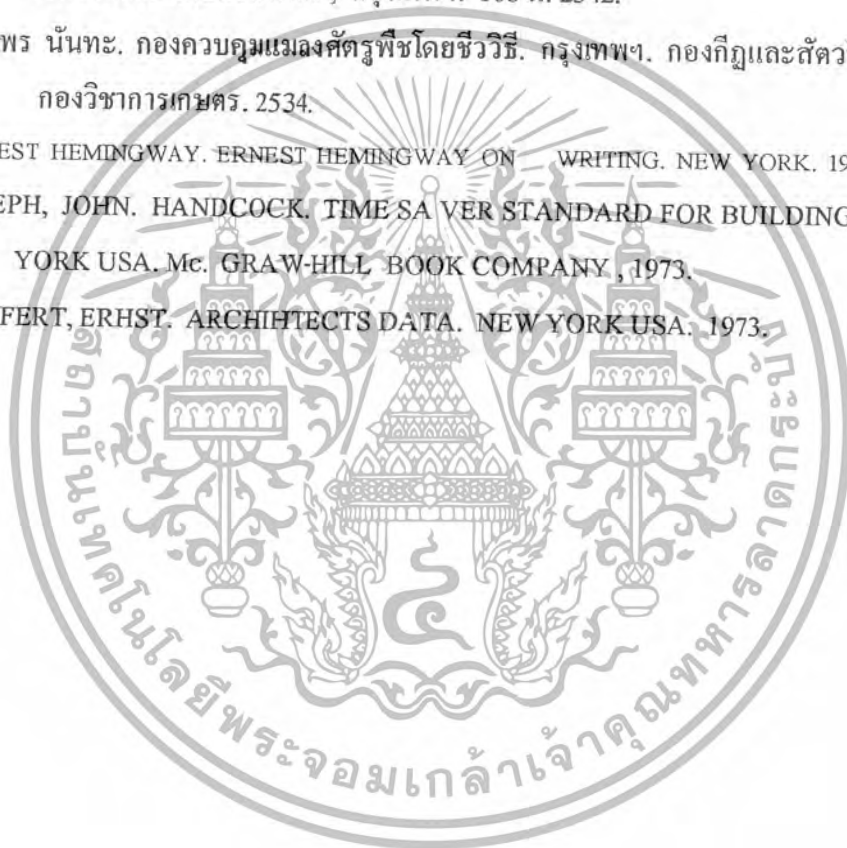 2542.
พร นันทะ. กองควบคุมแมลงศัตรูพืชโดยชีววิธี. กรุงเทพฯ. กองกีฏและสัตว
กองวิชาการเกษตร. 2534.
EST HEMINGWAY. ERNEST HEMINGWAY ON WRITING. NEW YORK. 19
EPH, JOHN. HANDCOCK. TIME SA VER STANDARD FOR BUILDING
YORK USA. Mc. GRAW-HILL BOOK COMPANY , 1973.
FERT, ERHST. ARCHIHTECTS DATA. NEW YORK USA. 1973.
สถาบันเทคโนโลยีพระจอมเกล้าเจ้าคุณทหารลาดกระบัง